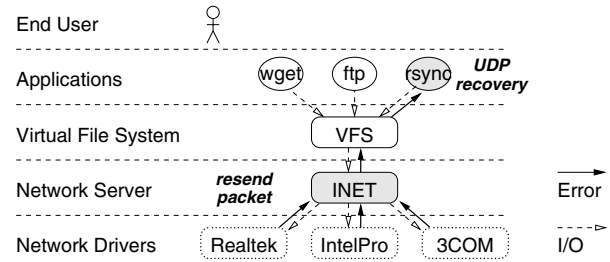 End User
Applications wget ftp rsync UDP
recovery
Virtual File System VFS
Network Server resend
packet INET Error
Network Drivers Realtek IntelPro 3COM I/O